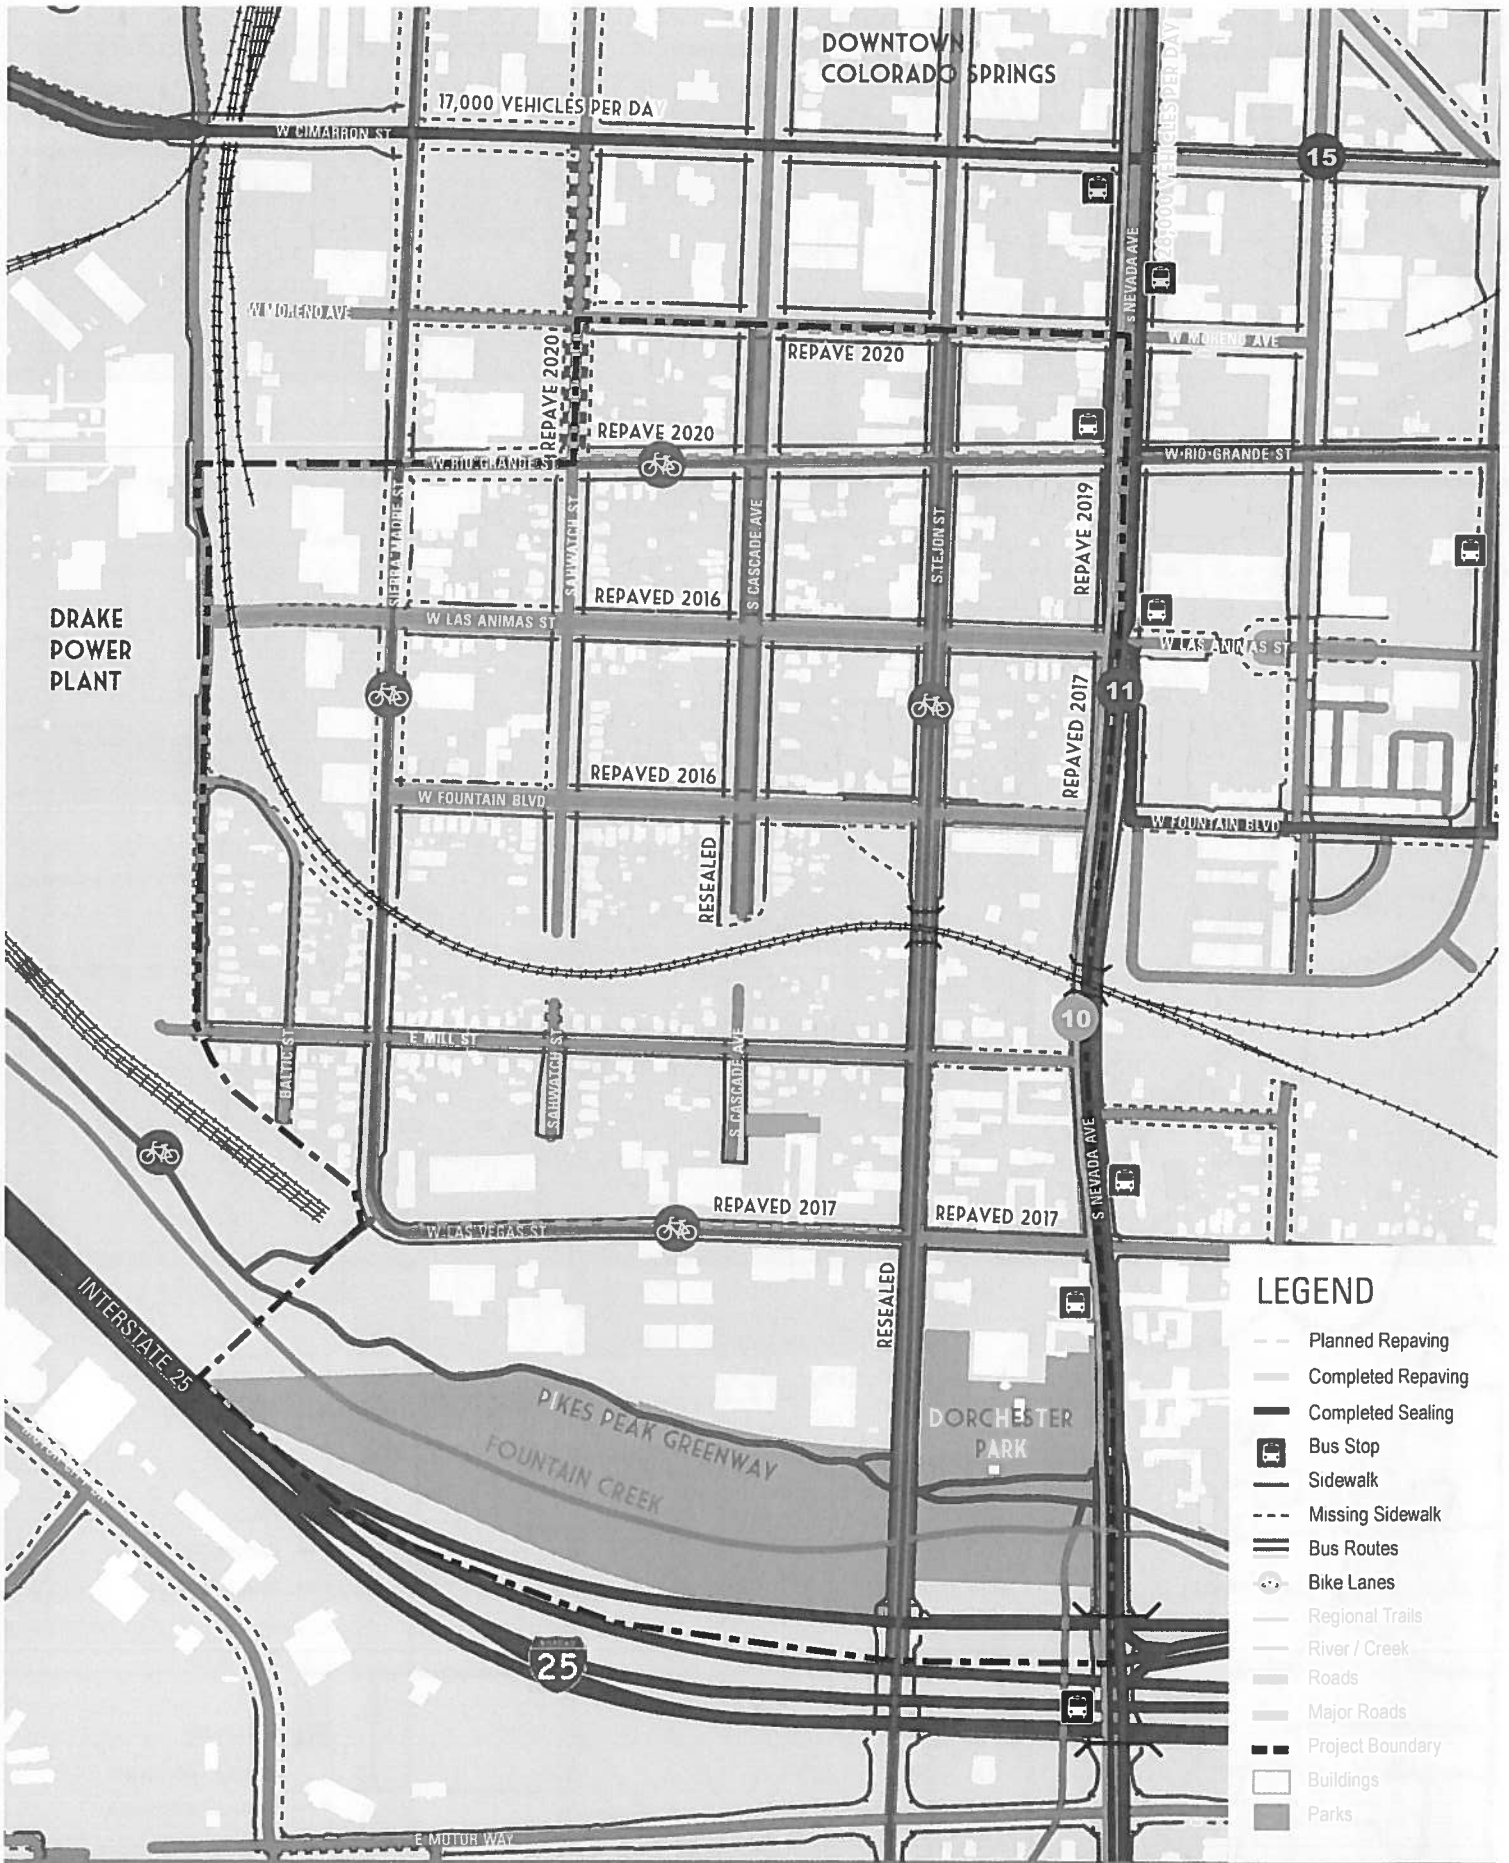 DOWNTOWN
COLORADO SPRINGS
17,000 VEHICLES PER DA
W CIMARRON ST
15
28,000 VEHICLES PER DAY
S NEVADA AVE
W MORENO AVE
W MORENO AVE
REPAVE 2020
REPAVE 2020
REPAVE 2020
W RIO GRANDE ST
W RIO GRANDE ST
SIERRA MADRE ST
SAHWATCH ST
S CASCADE AVE
S TEJON ST
REPAVE 2019
DRAKE
POWER
PLANT
REPAVED 2016
W LAS ANIMAS ST
W LAS ANIMAS ST
11
REPAVED 2017
REPAVED 2016
W FOUNTAIN BLVD
W FOUNTAIN BLVD
RESEALED
10
E MILL ST
BALTIC ST
SAHWATCH ST
S CASCADE AVE
S NEVADA AVE
REPAVED 2017
REPAVED 2017
W LAS VEGAS ST
RESEALED
INTERSTATE 25
PIKES PEAK GREENWAY
FOUNTAIN CREEK
DORCHESTER
PARK
25
E MOTOR WAY
LEGEND
Planned Repaving
Completed Repaving
Completed Sealing
Bus Stop
Sidewalk
Missing Sidewalk
Bus Routes
Bike Lanes
Regional Trails
River / Creek
Roads
Major Roads
Project Boundary
Buildings
Parks